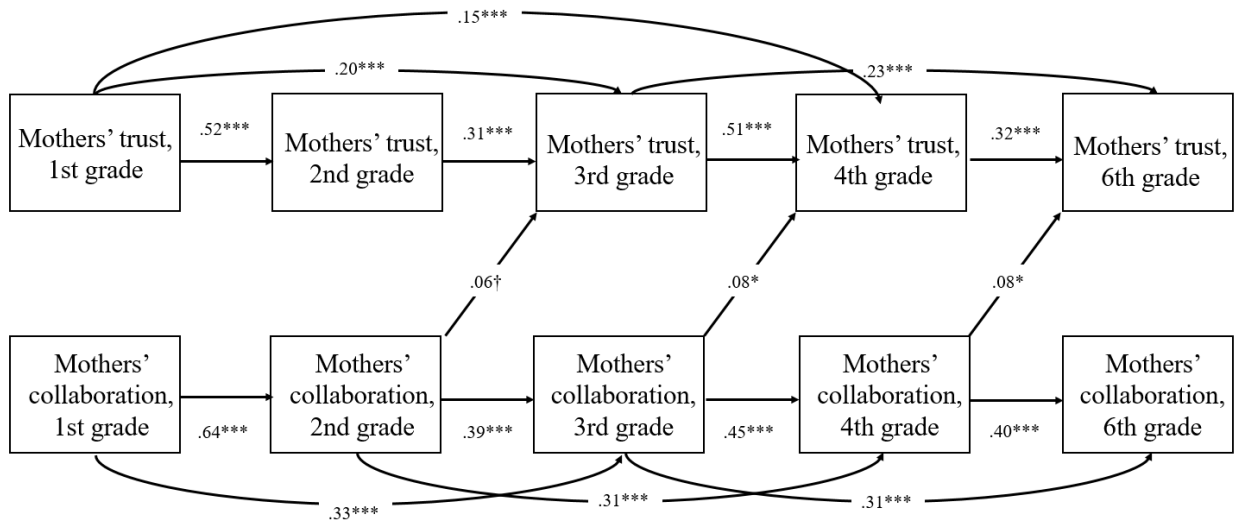 .15***
.20***
.23***
Mothers’ trust,
1st grade
.52***
Mothers’ trust,
2nd grade
.31***
Mothers’ trust,
3rd grade
.51***
Mothers’ trust,
4th grade
.32***
Mothers’ trust,
6th grade
.06†
.08*
.08*
Mothers’
collaboration,
1st grade
.64***
Mothers’
collaboration,
2nd grade
.39***
Mothers’
collaboration,
3rd grade
.45***
Mothers’
collaboration,
4th grade
.40***
Mothers’
collaboration,
6th grade
.33***
.31***
.31***